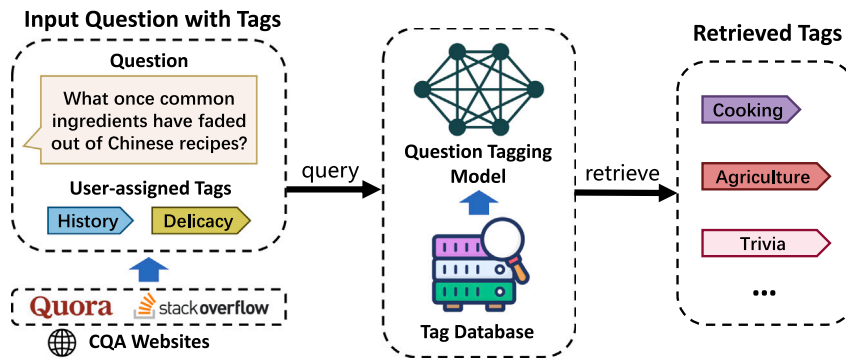 Input Question with Tags
Question
What once common
ingredients have faded
out of Chinese recipes?
User-assigned Tags
History
Delicacy
Quora
stackoverflow
CQA Websites
query
Question Tagging
Model
Tag Database
retrieve
Retrieved Tags
Cooking
Agriculture
Trivia
...